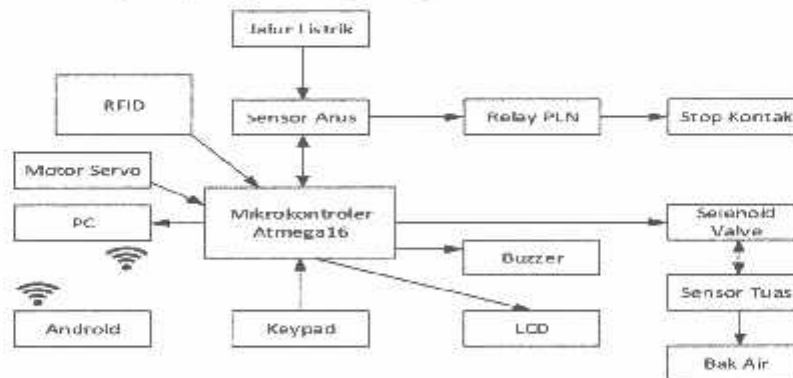 Jalur Listrik
RFID
Sensor Arus
Relay PLN
Stop Kontak
Motor Servo
PC
Mikrokontroler
Atmega16
Selenoid
Valve
Buzzer
Sensor Tuas
Android
Keypad
LCD
Bak Air